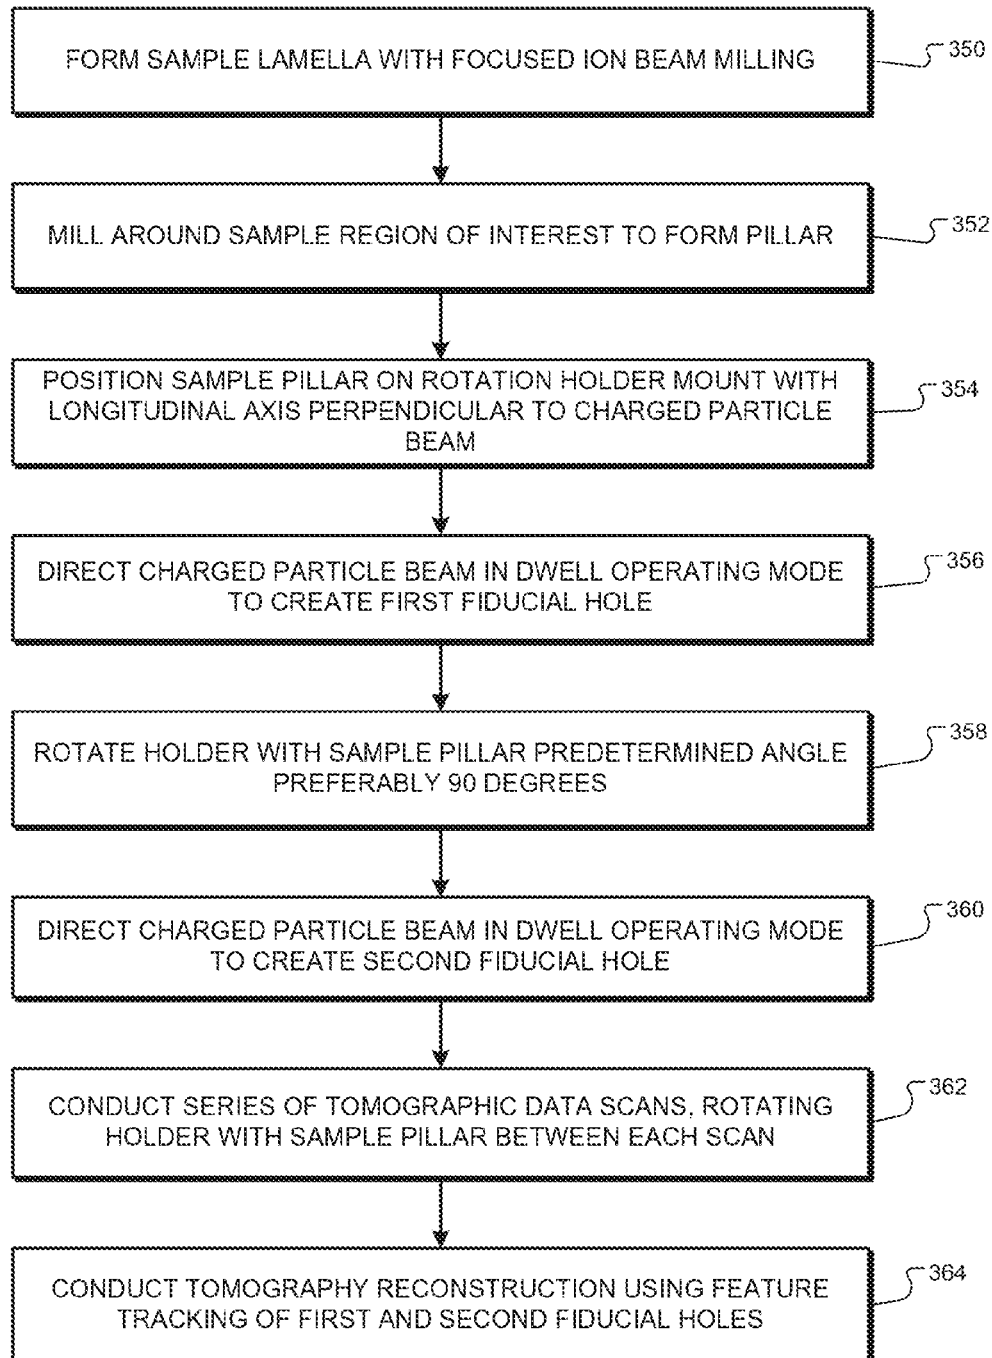 FORM SAMPLE LAMELLA WITH FOCUSED ION BEAM MILLING
350
MILL AROUND SAMPLE REGION OF INTEREST TO FORM PILLAR
352
POSITION SAMPLE PILLAR ON ROTATION HOLDER MOUNT WITH
LONGITUDINAL AXIS PERPENDICULAR TO CHARGED PARTICLE
BEAM
354
DIRECT CHARGED PARTICLE BEAM IN DWELL OPERATING MODE
TO CREATE FIRST FIDUCIAL HOLE
356
ROTATE HOLDER WITH SAMPLE PILLAR PREDETERMINED ANGLE
PREFERABLY 90 DEGREES
358
DIRECT CHARGED PARTICLE BEAM IN DWELL OPERATING MODE
TO CREATE SECOND FIDUCIAL HOLE
360
CONDUCT SERIES OF TOMOGRAPHIC DATA SCANS, ROTATING
HOLDER WITH SAMPLE PILLAR BETWEEN EACH SCAN
362
CONDUCT TOMOGRAPHY RECONSTRUCTION USING FEATURE
TRACKING OF FIRST AND SECOND FIDUCIAL HOLES
364